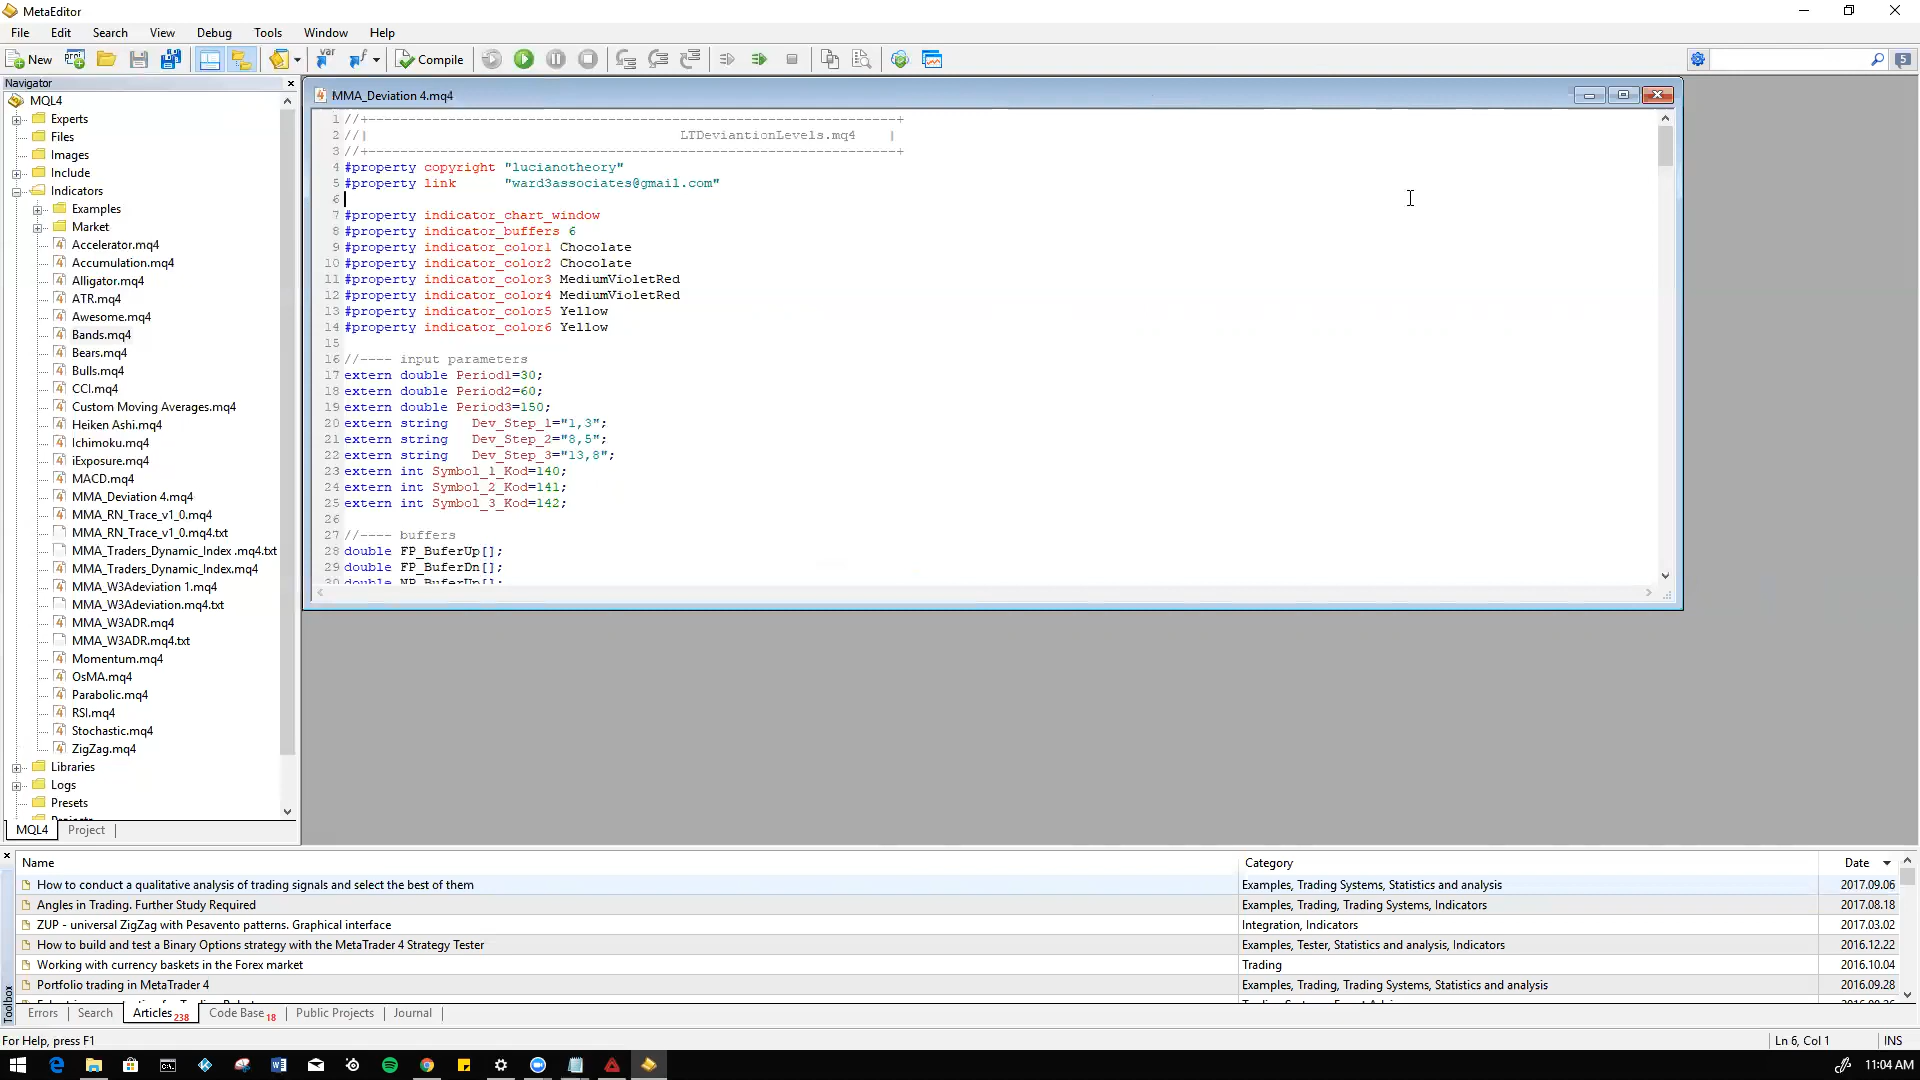 MetaEditor
File Edit Search View Debug Tools Window Help
New Compile 5
Navigator
MQL4
Experts
Files
Images
Include
Indicators
Examples
Market
Accelerator.mq4
Accumulation.mq4
Alligator.mq4
ATR.mq4
Awesome.mq4
Bands.mq4
Bears.mq4
Bulls.mq4
CCI.mq4
Custom Moving Averages.mq4
Heiken Ashi.mq4
Ichimoku.mq4
iExposure.mq4
MACD.mq4
MMA_Deviation 4.mq4
MMA_RN_Trace_v1_0.mq4
MMA_RN_Trace_v1_0.mq4.txt
MMA_Traders_Dynamic_Index .mq4.txt
MMA_Traders_Dynamic_Index.mq4
MMA_W3Adeviation 1.mq4
MMA_W3Adeviation.mq4.txt
MMA_W3ADR.mq4
MMA_W3ADR.mq4.txt
Momentum.mq4
OsMA.mq4
Parabolic.mq4
RSI.mq4
Stochastic.mq4
ZigZag.mq4
Libraries
Logs
Presets
MQL4 Project
MMA_Deviation 4.mq4
1 //+------------------------------------------------------------------+
2 //| LTDeviantionLevels.mq4 |
3 //+------------------------------------------------------------------+
4 #property copyright "lucianotheory"
5 #property link "ward3associates@gmail.com"
6
7 #property indicator_chart_window
8 #property indicator_buffers 6
9 #property indicator_color1 Chocolate
10 #property indicator_color2 Chocolate
11 #property indicator_color3 MediumVioletRed
12 #property indicator_color4 MediumVioletRed
13 #property indicator_color5 Yellow
14 #property indicator_color6 Yellow
15
16 //---- input parameters
17 extern double Period1=30;
18 extern double Period2=60;
19 extern double Period3=150;
20 extern string Dev_Step_1="1,3";
21 extern string Dev_Step_2="8,5";
22 extern string Dev_Step_3="13,8";
23 extern int Symbol_1_Kod=140;
24 extern int Symbol_2_Kod=141;
25 extern int Symbol_3_Kod=142;
26
27 //---- buffers
28 double FP_BuferUp[];
29 double FP_BuferDn[];
30 double NP_BuferUp[];
Name Category Date
How to conduct a qualitative analysis of trading signals and select the best of them Examples, Trading Systems, Statistics and analysis 2017.09.06
Angles in Trading. Further Study Required Examples, Trading, Trading Systems, Indicators 2017.08.18
ZUP - universal ZigZag with Pesavento patterns. Graphical interface Integration, Indicators 2017.03.02
How to build and test a Binary Options strategy with the MetaTrader 4 Strategy Tester Examples, Tester, Statistics and analysis, Indicators 2016.12.22
Working with currency baskets in the Forex market Trading 2016.10.04
Portfolio trading in MetaTrader 4 Examples, Trading, Trading Systems, Statistics and analysis 2016.09.28
Toolbox
Errors Search Articles 238 Code Base 18 Public Projects Journal
For Help, press F1 Ln 6, Col 1 INS
11:04 AM